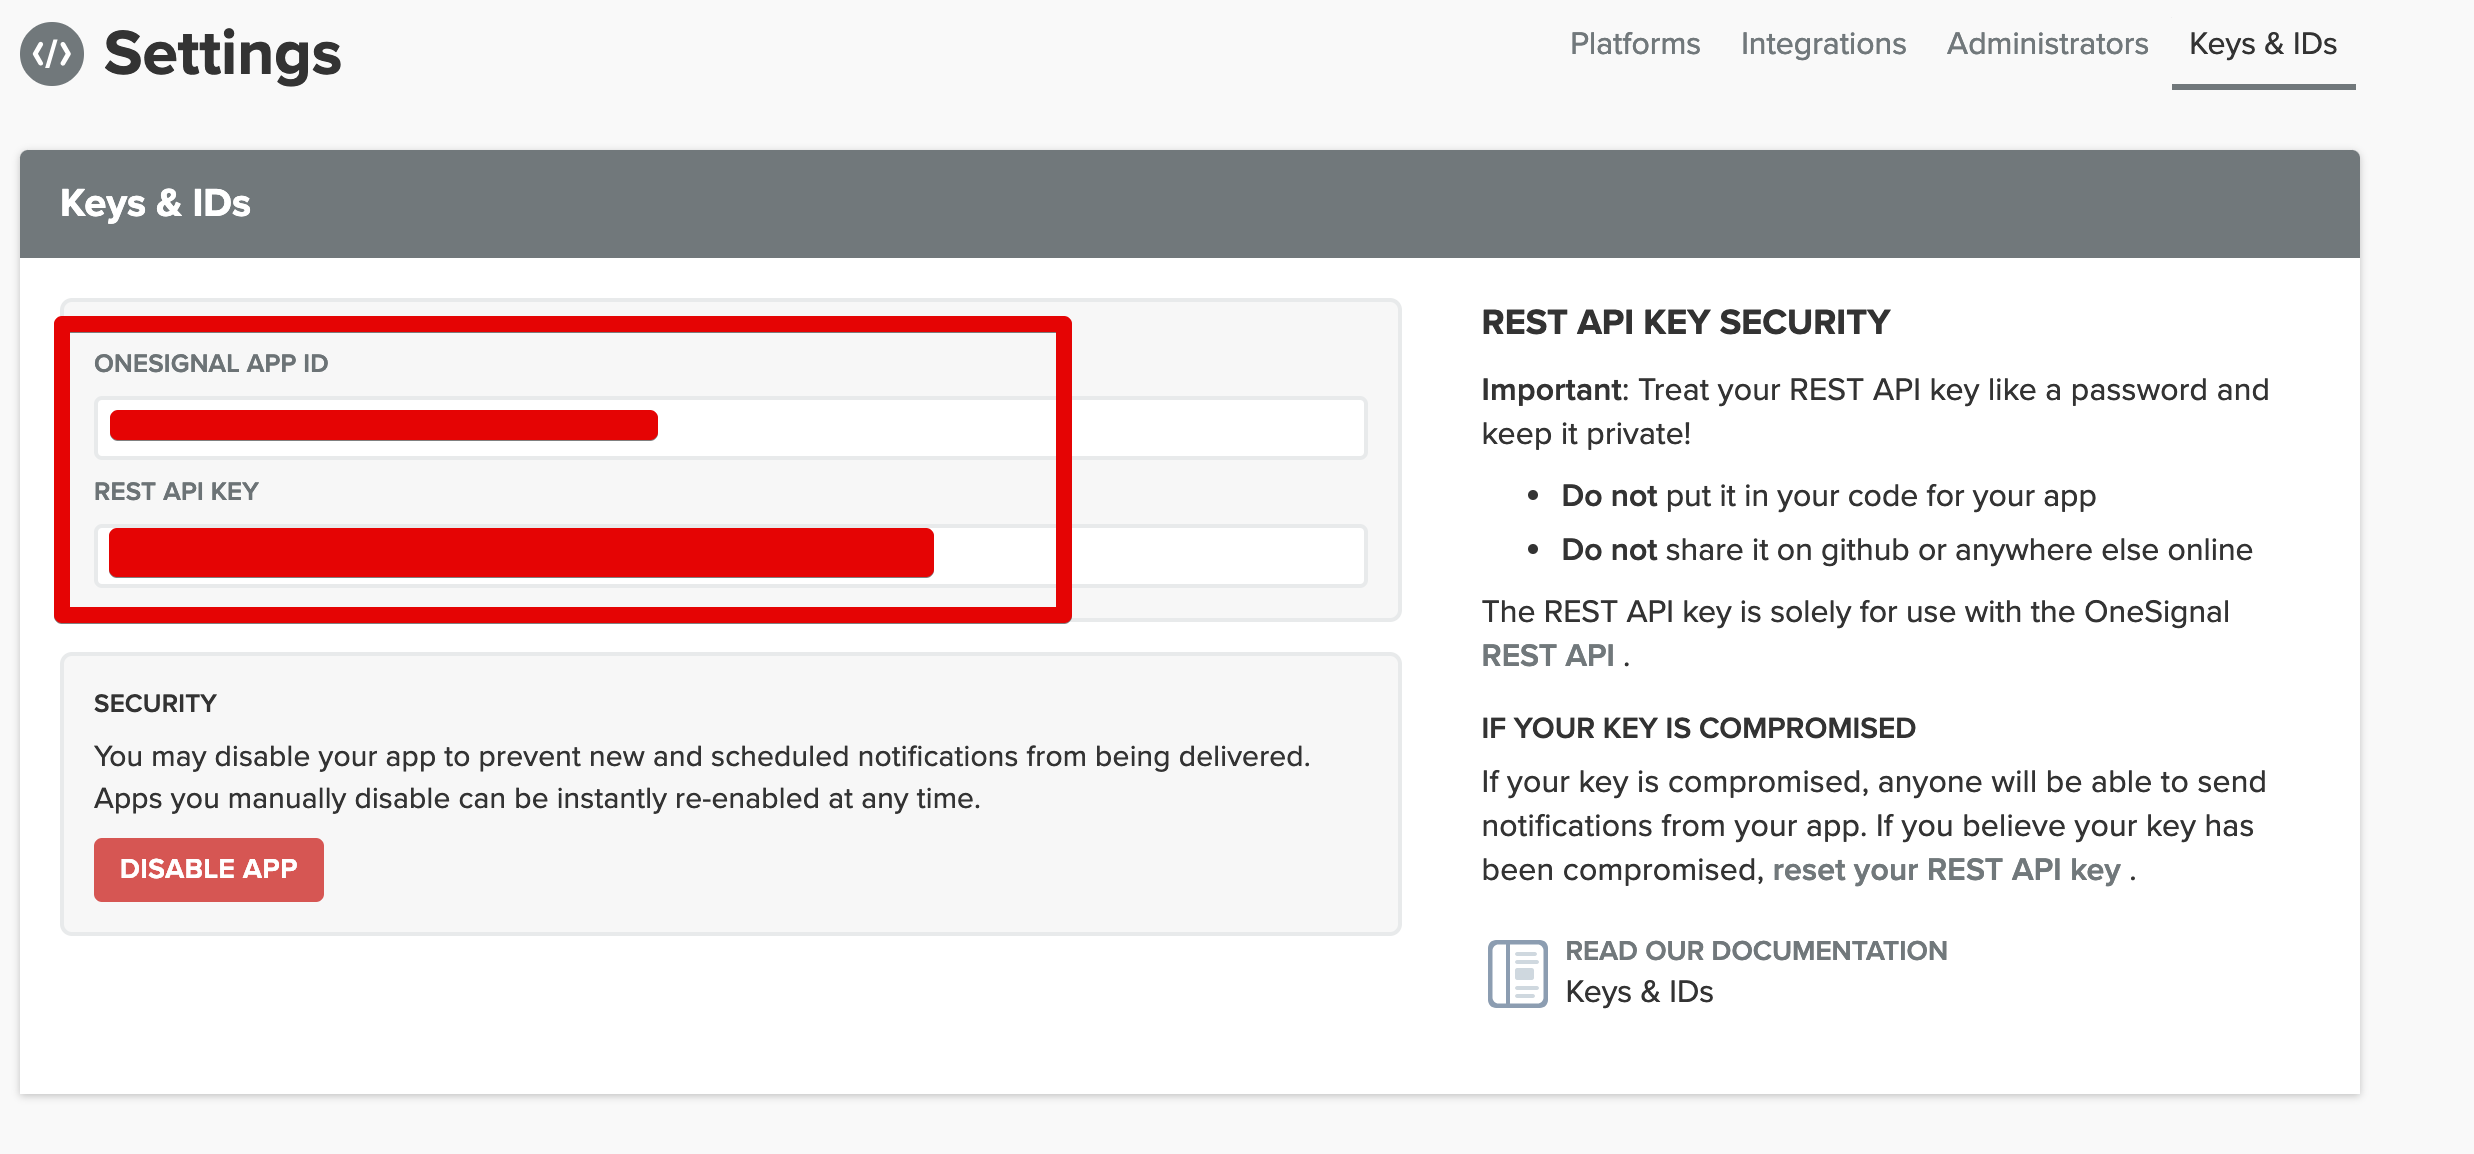 Settings
Platforms
Integrations
Administrators
Keys & IDs
Keys & IDs
ONESIGNAL APP ID
REST API KEY
SECURITY
You may disable your app to prevent new and scheduled notifications from being delivered.
Apps you manually disable can be instantly re-enabled at any time.
DISABLE APP
REST API KEY SECURITY
Important: Treat your REST API key like a password and
keep it private!
• Do not put it in your code for your app
• Do not share it on github or anywhere else online
The REST API key is solely for use with the OneSignal
REST API .
IF YOUR KEY IS COMPROMISED
If your key is compromised, anyone will be able to send
notifications from your app. If you believe your key has
been compromised, reset your REST API key .
READ OUR DOCUMENTATION
Keys & IDs